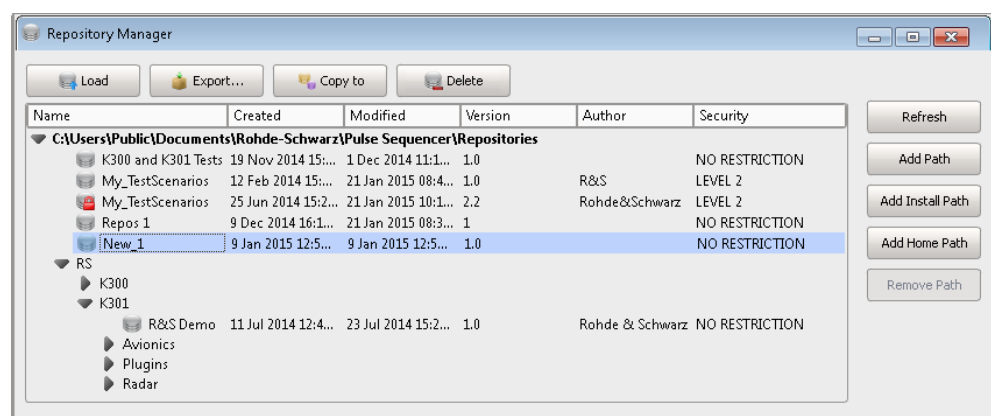 Repository Manager
Load Export... Copy to Delete
Name Created Modified Version Author Security
C:\Users\Public\Documents\Rohde-Schwarz\Pulse Sequencer\Repositories
K300 and K301 Tests 19 Nov 2014 15:... 1 Dec 2014 11:1... 1.0 NO RESTRICTION
My_TestScenarios 12 Feb 2014 15:... 21 Jan 2015 08:4... 1.0 R&S LEVEL 2
My_TestScenarios 25 Jun 2014 15:2... 21 Jan 2015 10:1... 2.2 Rohde&Schwarz LEVEL 2
Repos 1 9 Dec 2014 16:1... 21 Jan 2015 08:3... 1 NO RESTRICTION
New_1 9 Jan 2015 12:5... 9 Jan 2015 12:5... 1.0 NO RESTRICTION
RS
K300
K301
R&S Demo 11 Jul 2014 12:4... 23 Jul 2014 15:2... 1.0 Rohde & Schwarz NO RESTRICTION
Avionics
Plugins
Radar
Refresh
Add Path
Add Install Path
Add Home Path
Remove Path